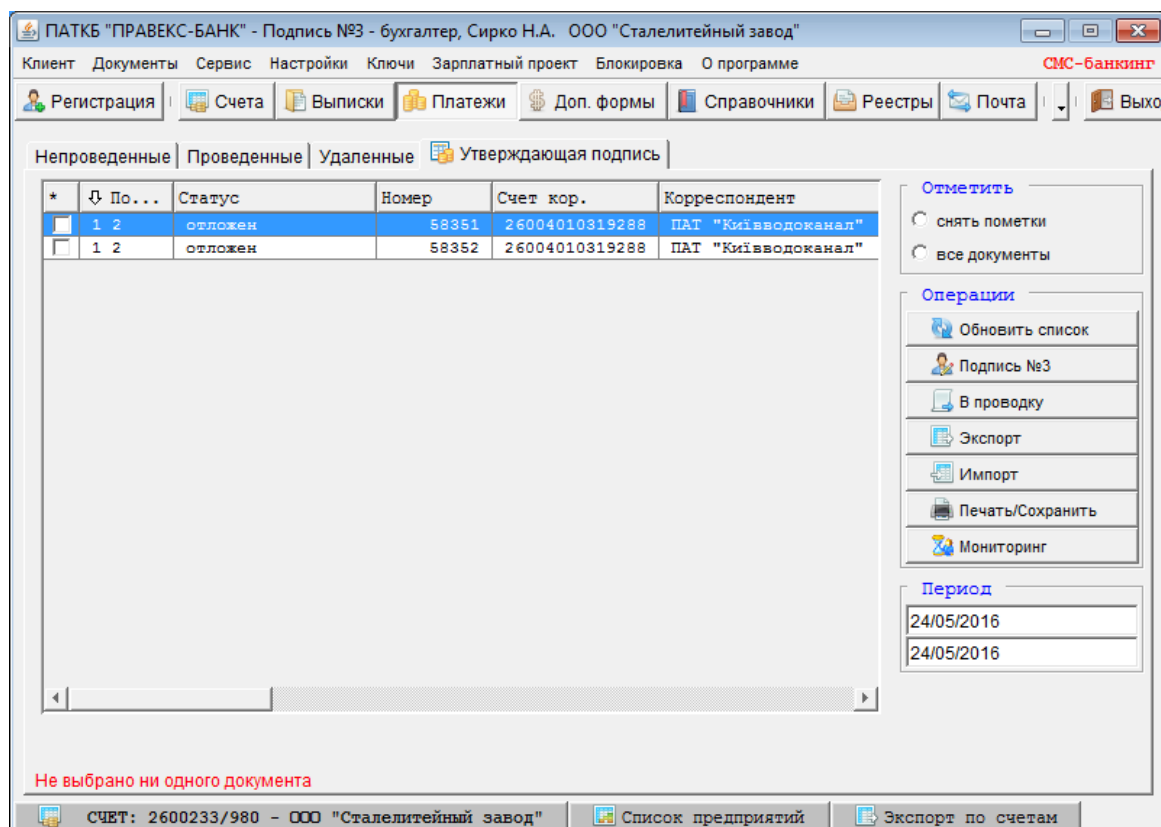 ПАТКБ "ПРАВЕКС-БАНК" - Подпись №3 - бухгалтер, Сирко Н.А. ООО "Сталелитейный завод"
Клиент Документы Сервис Настройки Ключи Зарплатный проект Блокировка О программе СМС-банкинг
Регистрация Счета Выписки Платежи Доп. формы Справочники Реестры Почта Выхо
Непроведенные Проведенные Удаленные Утверждающая подпись
* По... Статус Номер Счет кор. Корреспондент
1 2 отложен 58351 26004010319288 ПАТ "Київводоканал"
1 2 отложен 58352 26004010319288 ПАТ "Київводоканал"
Отметить
снять пометки
все документы
Операции
Обновить список
Подпись №3
В проводку
Экспорт
Импорт
Печать/Сохранить
Мониторинг
Период
24/05/2016
24/05/2016
Не выбрано ни одного документа
СЧЕТ: 2600233/980 - ООО "Сталелитейный завод" Список предприятий Экспорт по счетам